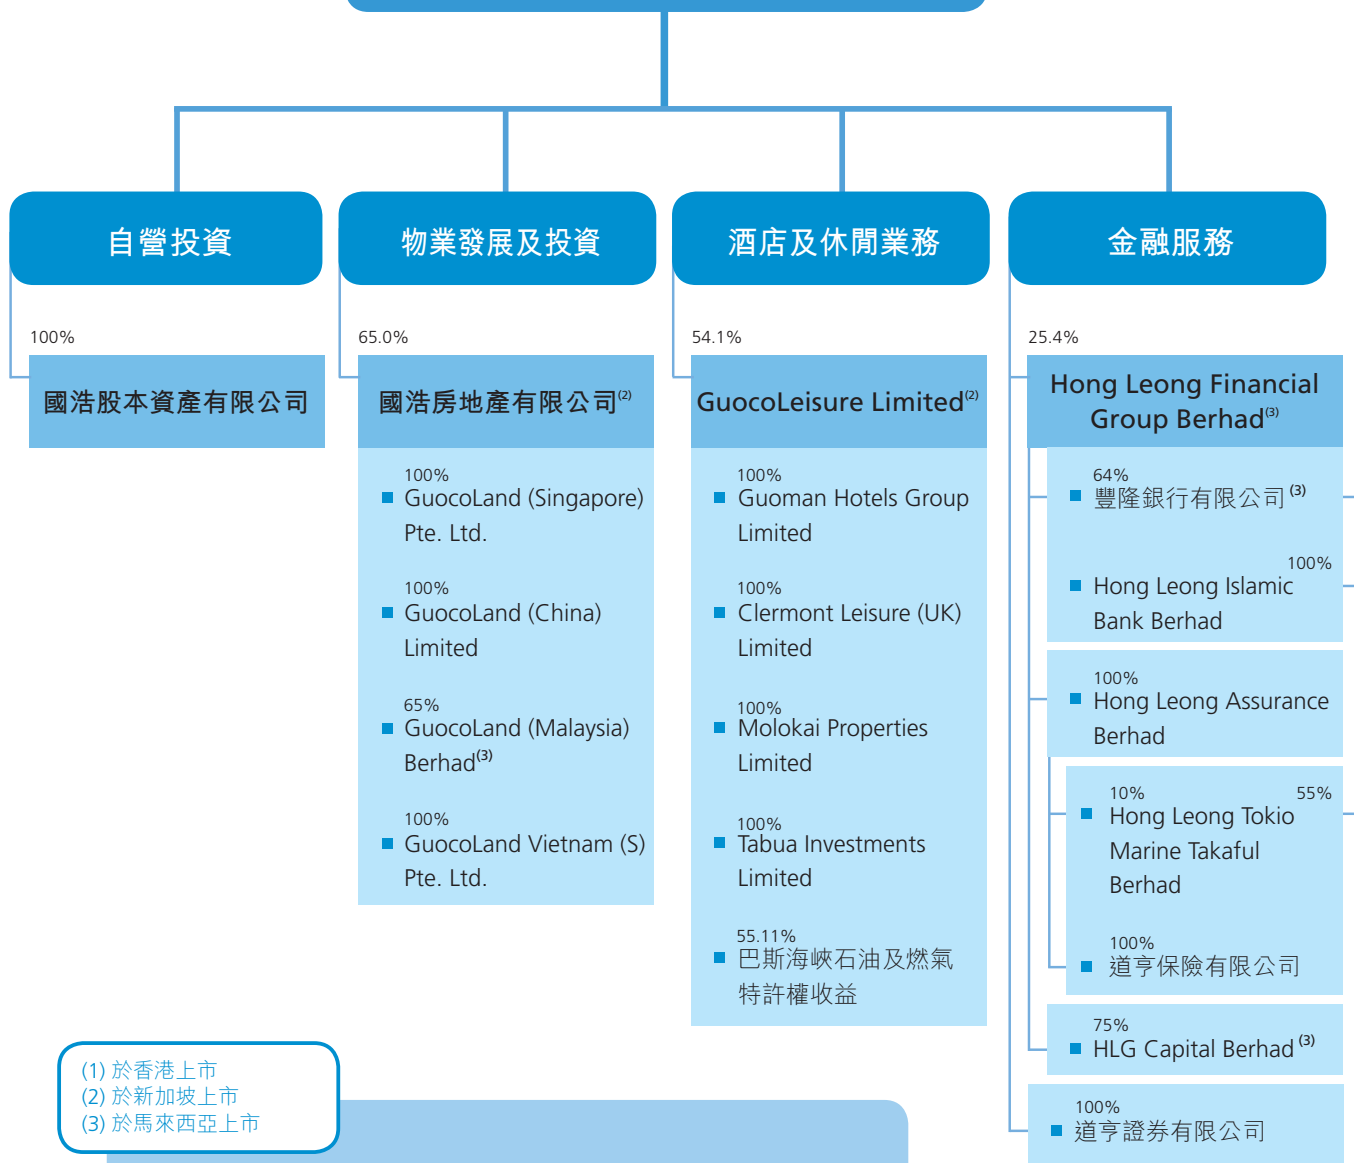 自營投資
100%
國浩股本資產有限公司
物業發展及投資
65.0%
國浩房地產有限公司(2)
100%
GuocoLand (Singapore)
Pte. Ltd.
100%
GuocoLand (China)
Limited
65%
GuocoLand (Malaysia)
Berhad(3)
100%
GuocoLand Vietnam (S)
Pte. Ltd.
酒店及休閒業務
54.1%
GuocoLeisure Limited(2)
100%
Guoman Hotels Group
Limited
100%
Clermont Leisure (UK)
Limited
100%
Molokai Properties
Limited
100%
Tabua Investments
Limited
55.11%
巴斯海峽石油及燃氣
特許權收益
金融服務
25.4%
Hong Leong Financial
Group Berhad(3)
64%
豐隆銀行有限公司(3)
100%
Hong Leong Islamic
Bank Berhad
100%
Hong Leong Assurance
Berhad
10% 55%
Hong Leong Tokio
Marine Takaful
Berhad
100%
道亨保險有限公司
75%
HLG Capital Berhad(3)
100%
道亨證券有限公司
(1) 於香港上市
(2) 於新加坡上市
(3) 於馬來西亞上市